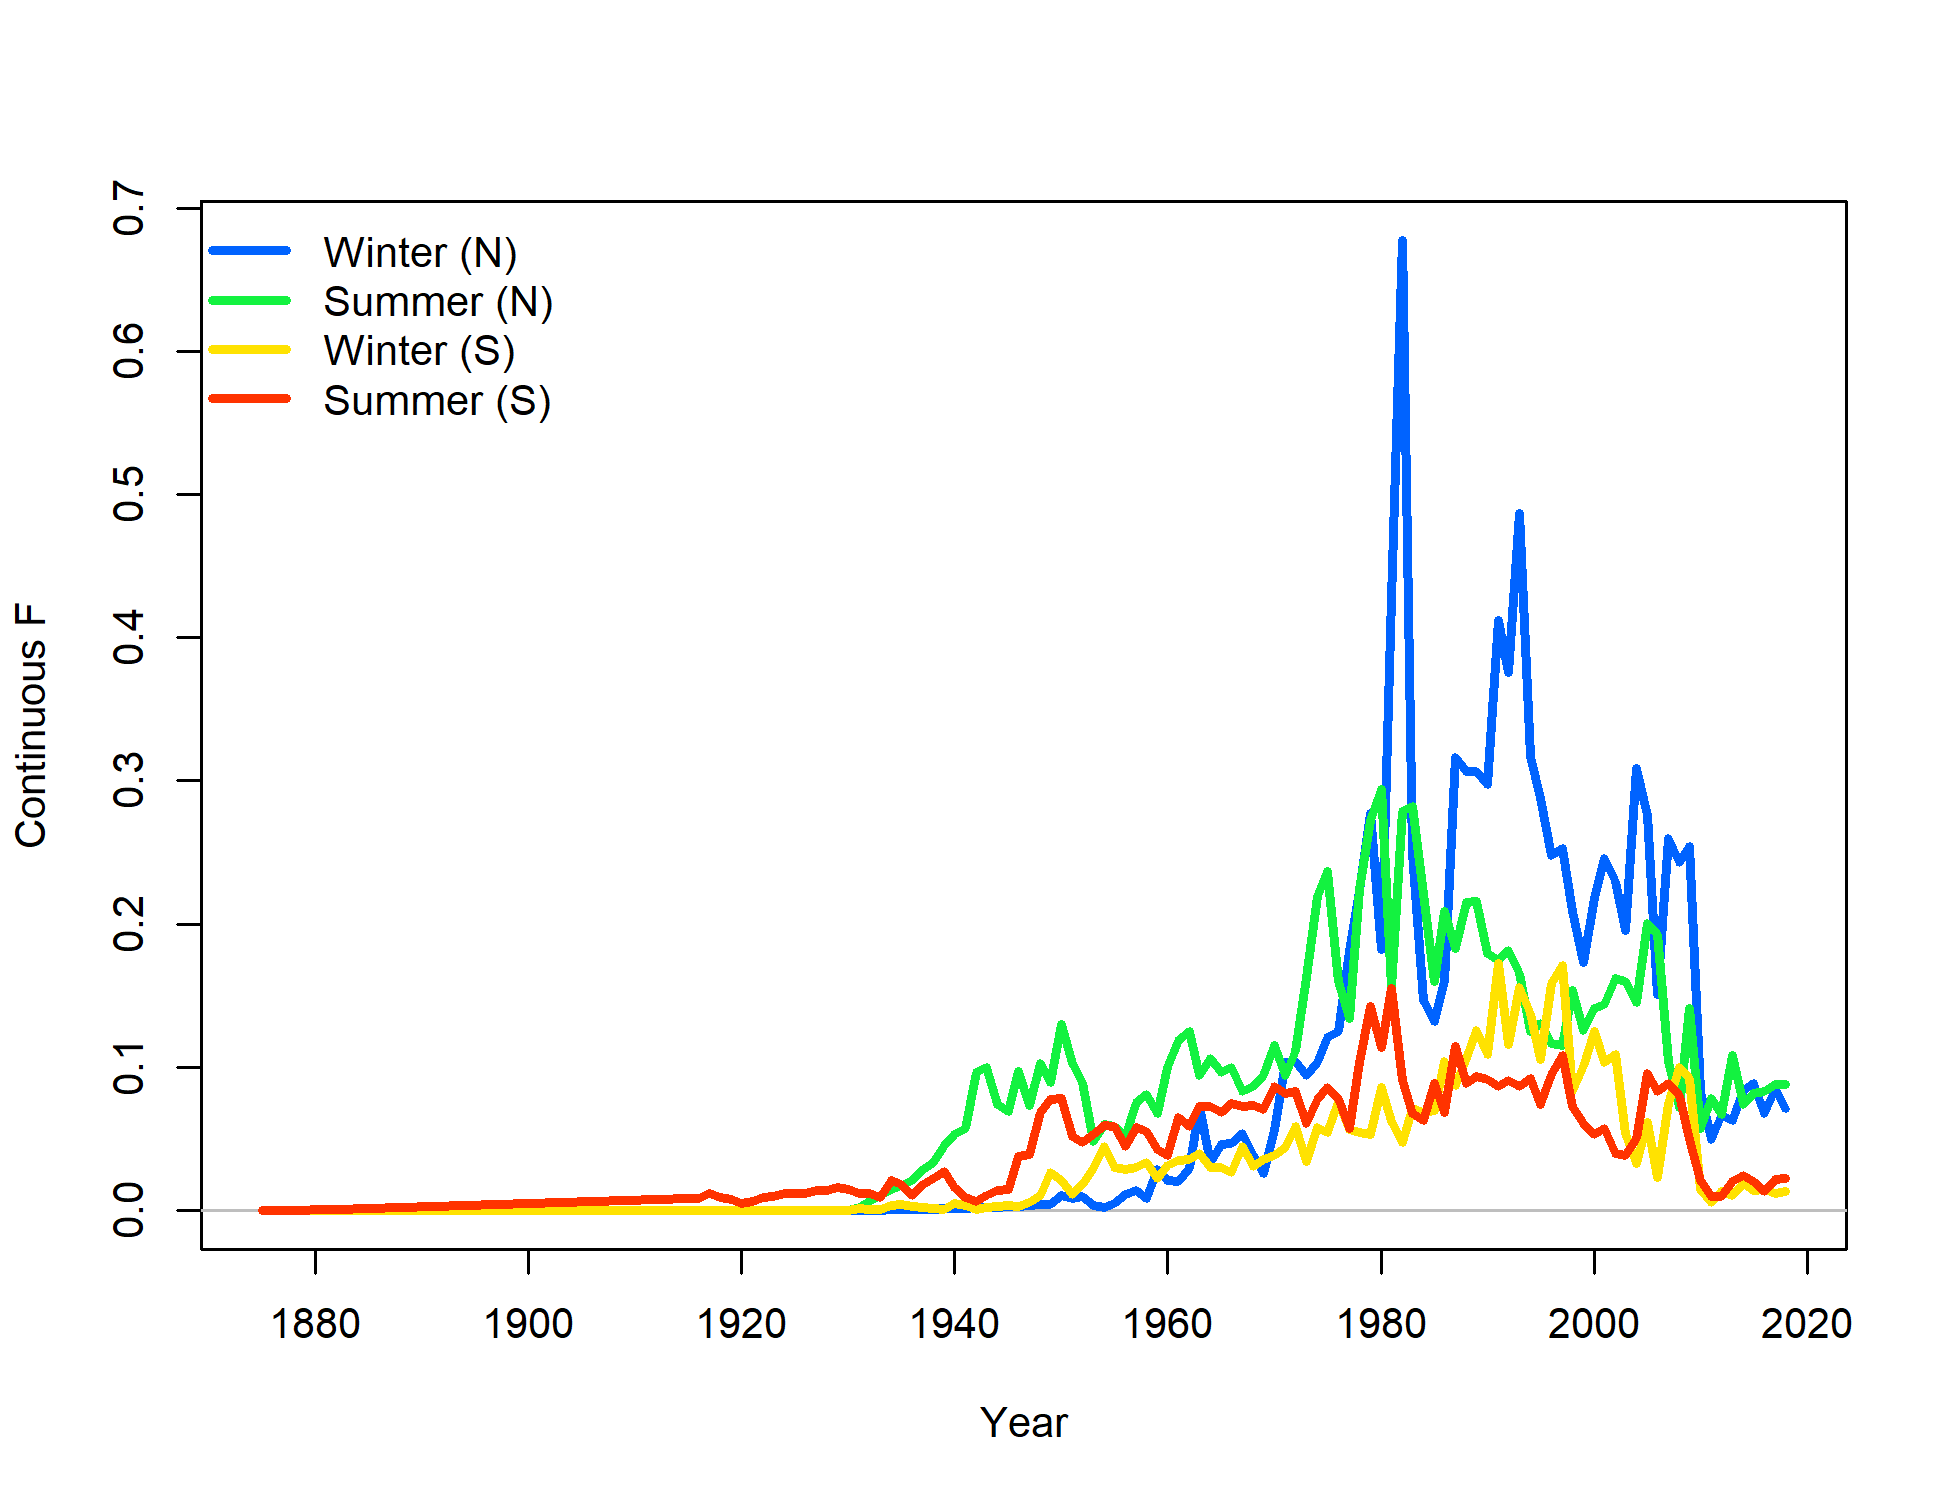 Winter (N)
Summer (N)
Winter (S)
Summer (S)
0.7
0.6
0.5
0.4
0.3
0.2
0.1
0.0
Continuous F
1880 1900 1920 1940 1960 1980 2000 2020
Year